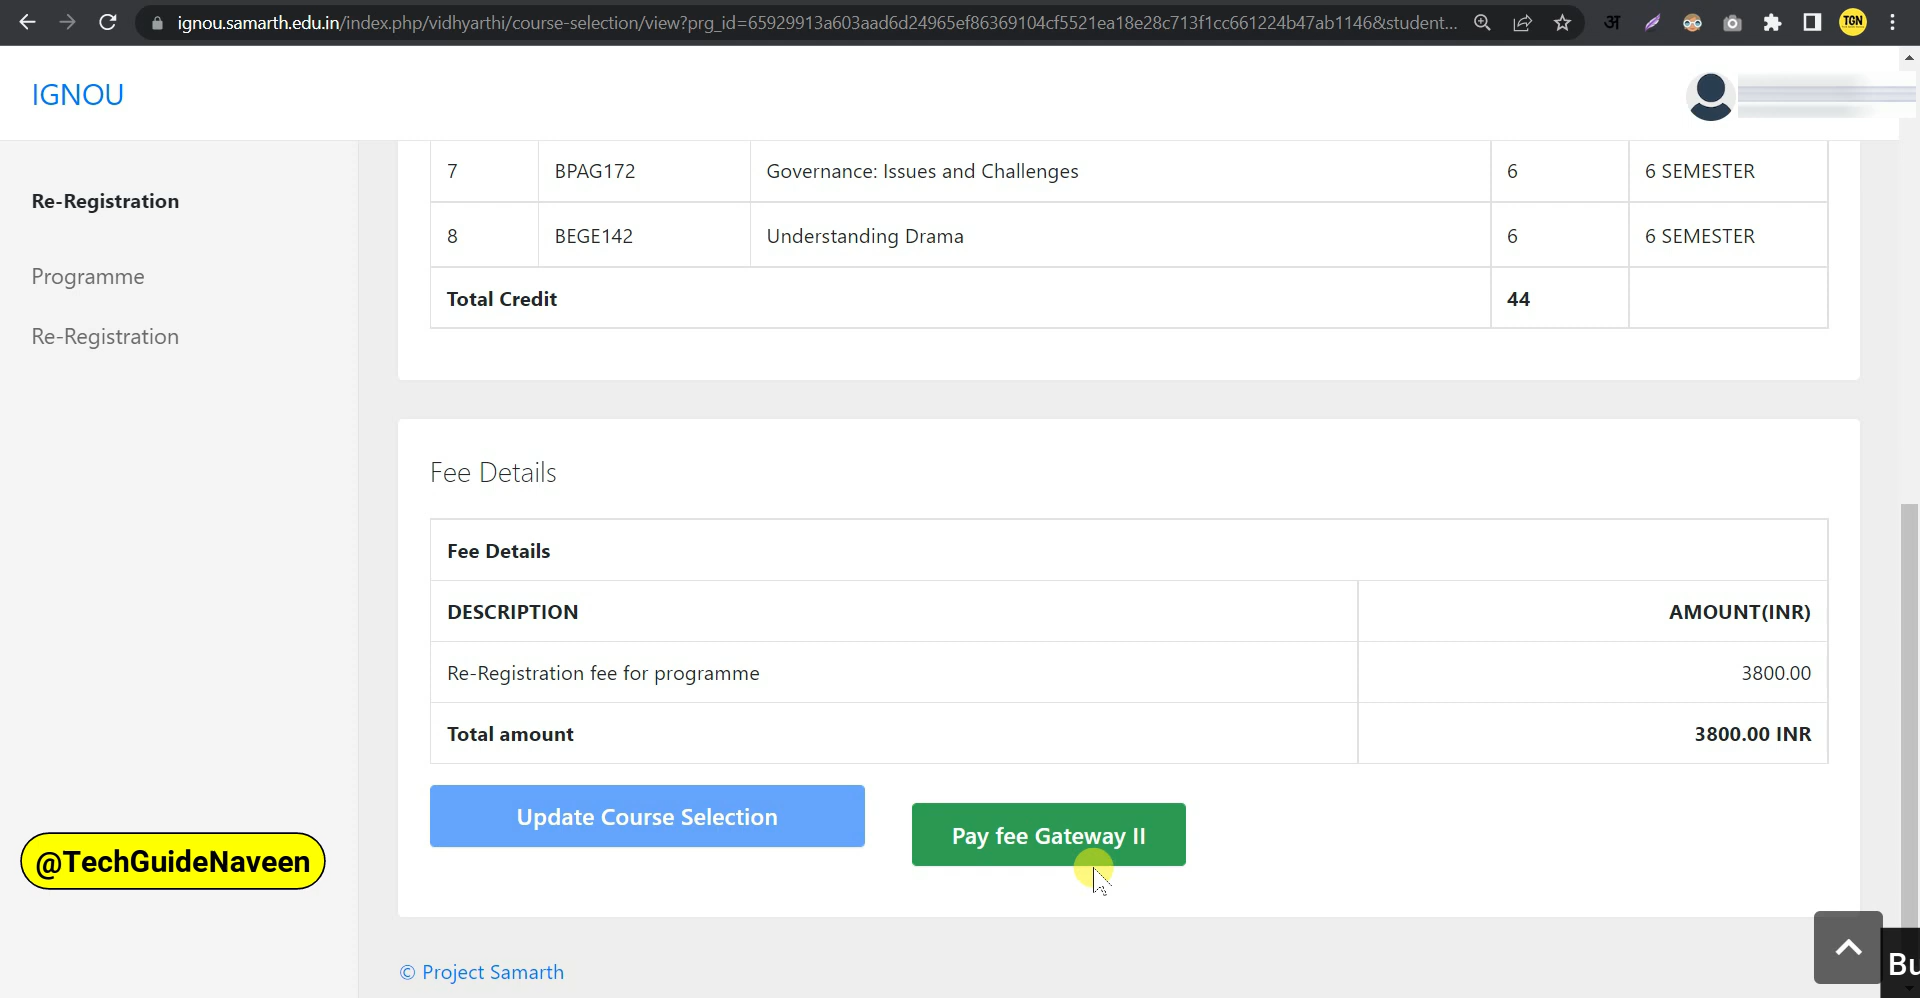 ignou.samarth.edu.in/index.php/vidhyarthi/course-selection/view?prg_id=65929913a603aad6d24965ef86369104cf5521ea18e28c713f1cc661224b47ab1146&student...
अ
TGN
IGNOU
Re-Registration
Programme
Re-Registration
7 BPAG172 Governance: Issues and Challenges 6 6 SEMESTER
8 BEGE142 Understanding Drama 6 6 SEMESTER
Total Credit 44
Fee Details
Fee Details
DESCRIPTION AMOUNT(INR)
Re-Registration fee for programme 3800.00
Total amount 3800.00 INR
Update Course Selection
Pay fee Gateway II
@TechGuideNaveen
© Project Samarth